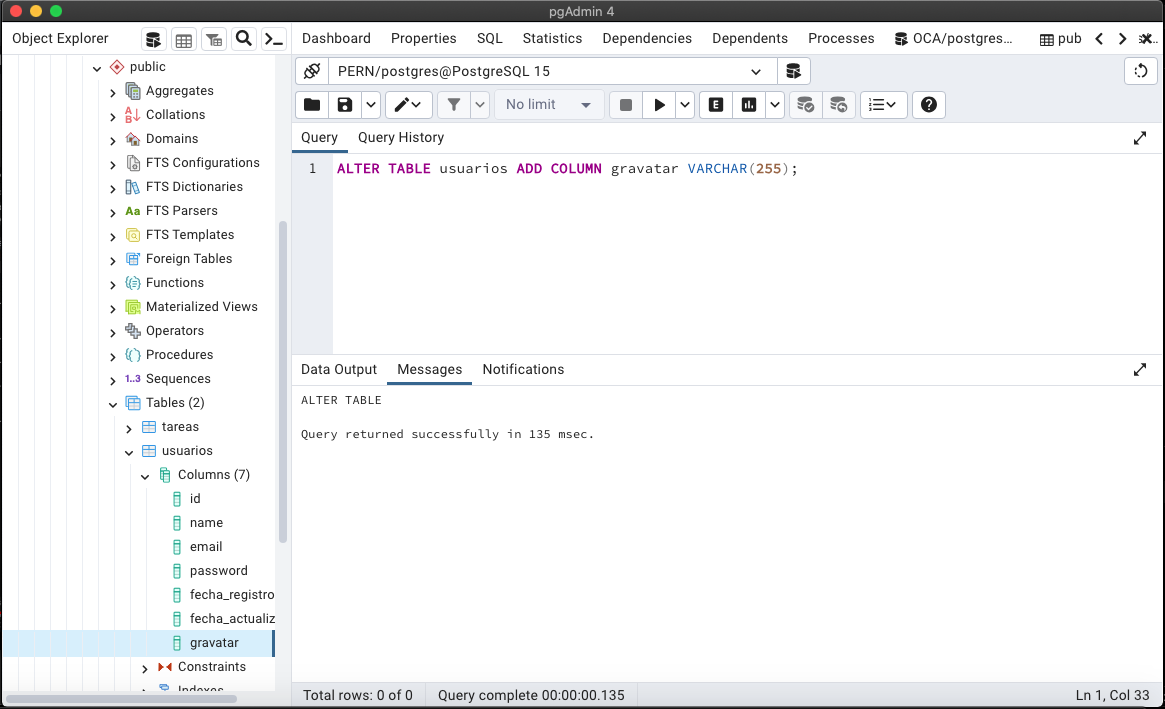 pgAdmin 4
Object Explorer
Dashboard Properties SQL Statistics Dependencies Dependents Processes OCA/postgres... pub
public
Aggregates
Collations
Domains
FTS Configurations
FTS Dictionaries
Aa FTS Parsers
FTS Templates
Foreign Tables
Functions
Materialized Views
Operators
Procedures
1..3 Sequences
Tables (2)
tareas
usuarios
Columns (7)
id
name
email
password
fecha_registro
fecha_actualiz
gravatar
Constraints
Indexes
PERN/postgres@PostgreSQL 15
No limit
E
Query Query History
1 ALTER TABLE usuarios ADD COLUMN gravatar VARCHAR(255);
Data Output Messages Notifications
ALTER TABLE
Query returned successfully in 135 msec.
Total rows: 0 of 0 Query complete 00:00:00.135 Ln 1, Col 33